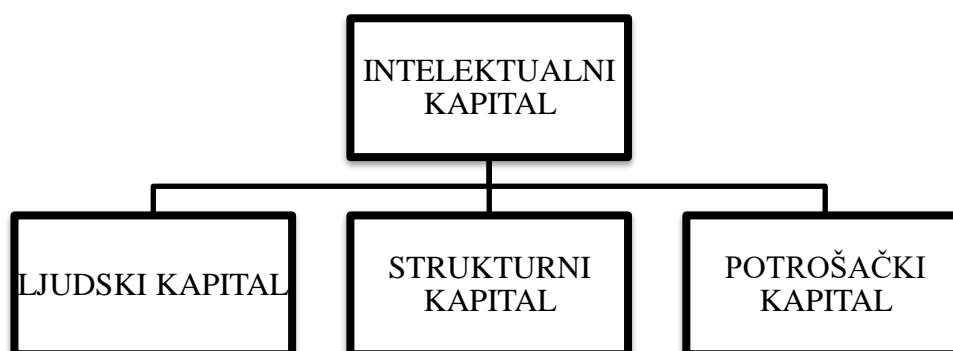 INTELEKTUALNI
KAPITAL
LJUDSKI KAPITAL
STRUKTURNI
KAPITAL
POTROŠAČKI
KAPITAL